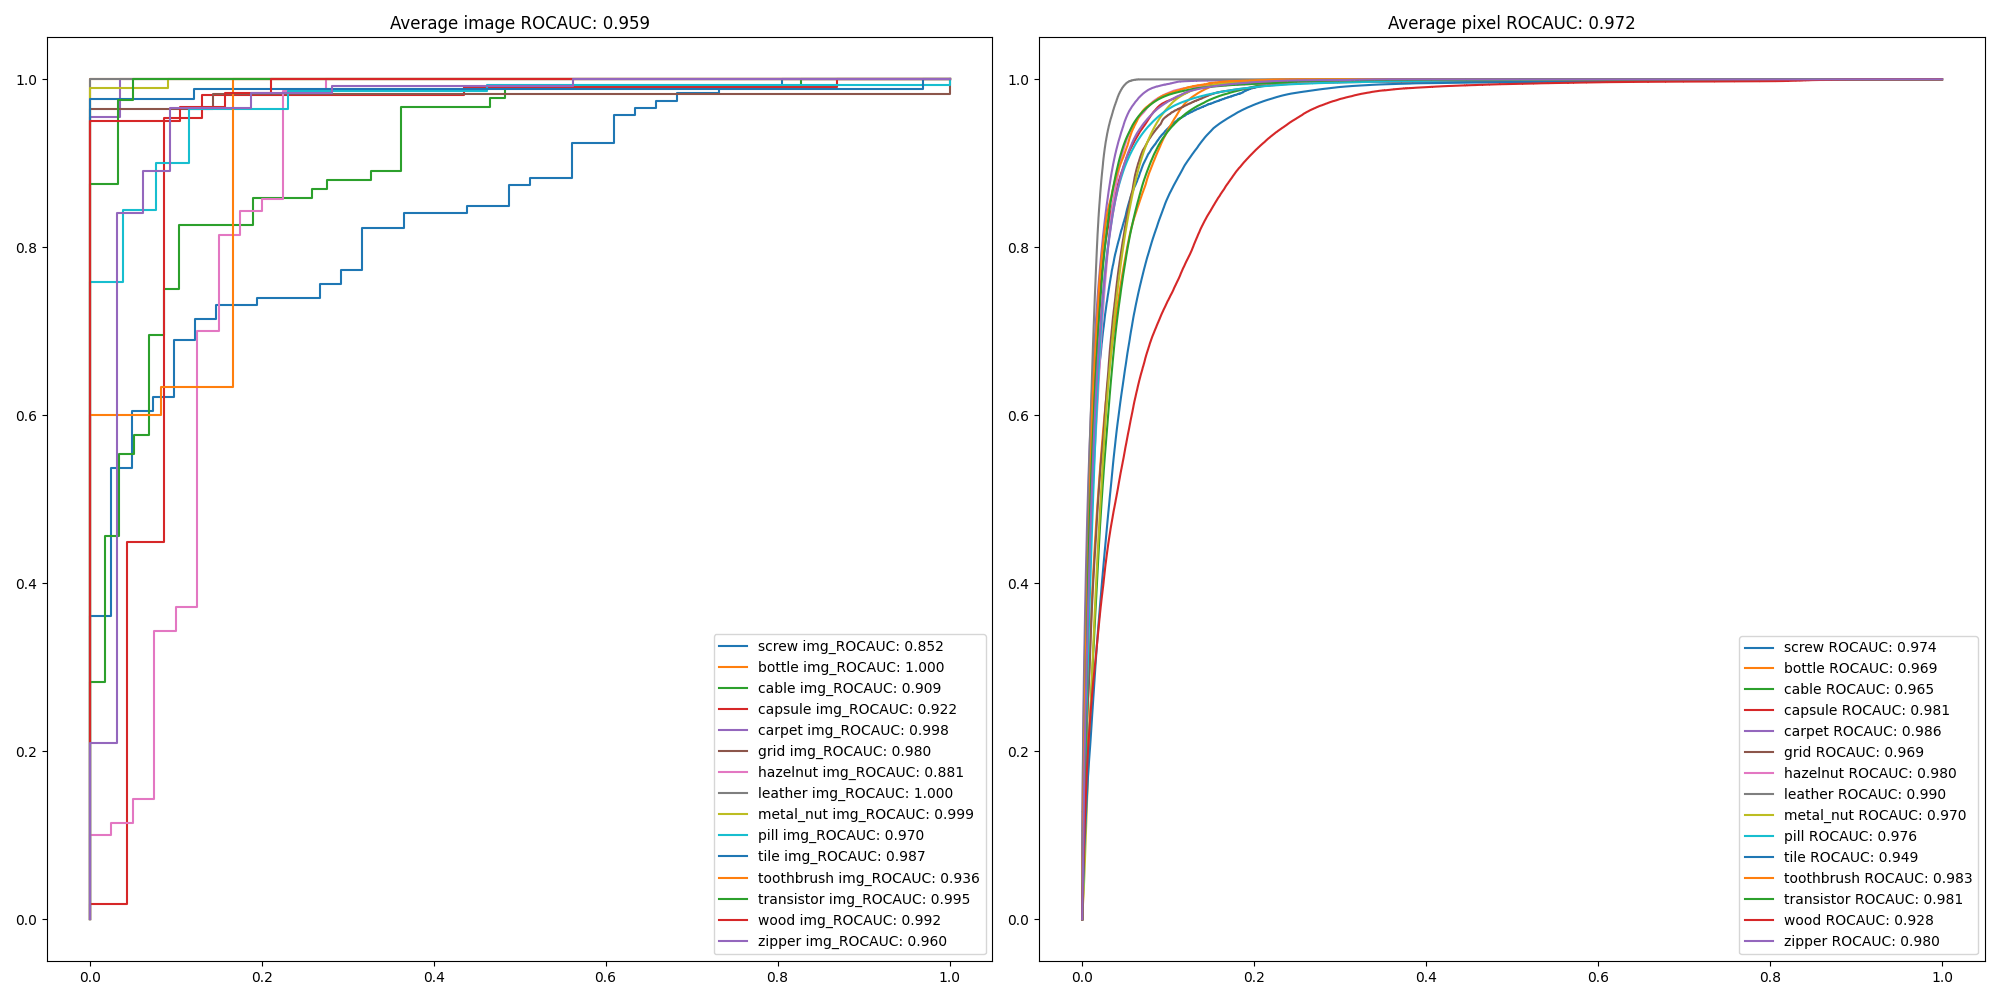 Average image ROCAUC: 0.959
1.0
0.8
0.6
0.4
0.2
0.0
0.0 0.2 0.4 0.6 0.8 1.0
screw img_ROCAUC: 0.852
bottle img_ROCAUC: 1.000
cable img_ROCAUC: 0.909
capsule img_ROCAUC: 0.922
carpet img_ROCAUC: 0.998
grid img_ROCAUC: 0.980
hazelnut img_ROCAUC: 0.881
leather img_ROCAUC: 1.000
metal_nut img_ROCAUC: 0.999
pill img_ROCAUC: 0.970
tile img_ROCAUC: 0.987
toothbrush img_ROCAUC: 0.936
transistor img_ROCAUC: 0.995
wood img_ROCAUC: 0.992
zipper img_ROCAUC: 0.960
Average pixel ROCAUC: 0.972
1.0
0.8
0.6
0.4
0.2
0.0
0.0 0.2 0.4 0.6 0.8 1.0
screw ROCAUC: 0.974
bottle ROCAUC: 0.969
cable ROCAUC: 0.965
capsule ROCAUC: 0.981
carpet ROCAUC: 0.986
grid ROCAUC: 0.969
hazelnut ROCAUC: 0.980
leather ROCAUC: 0.990
metal_nut ROCAUC: 0.970
pill ROCAUC: 0.976
tile ROCAUC: 0.949
toothbrush ROCAUC: 0.983
transistor ROCAUC: 0.981
wood ROCAUC: 0.928
zipper ROCAUC: 0.980